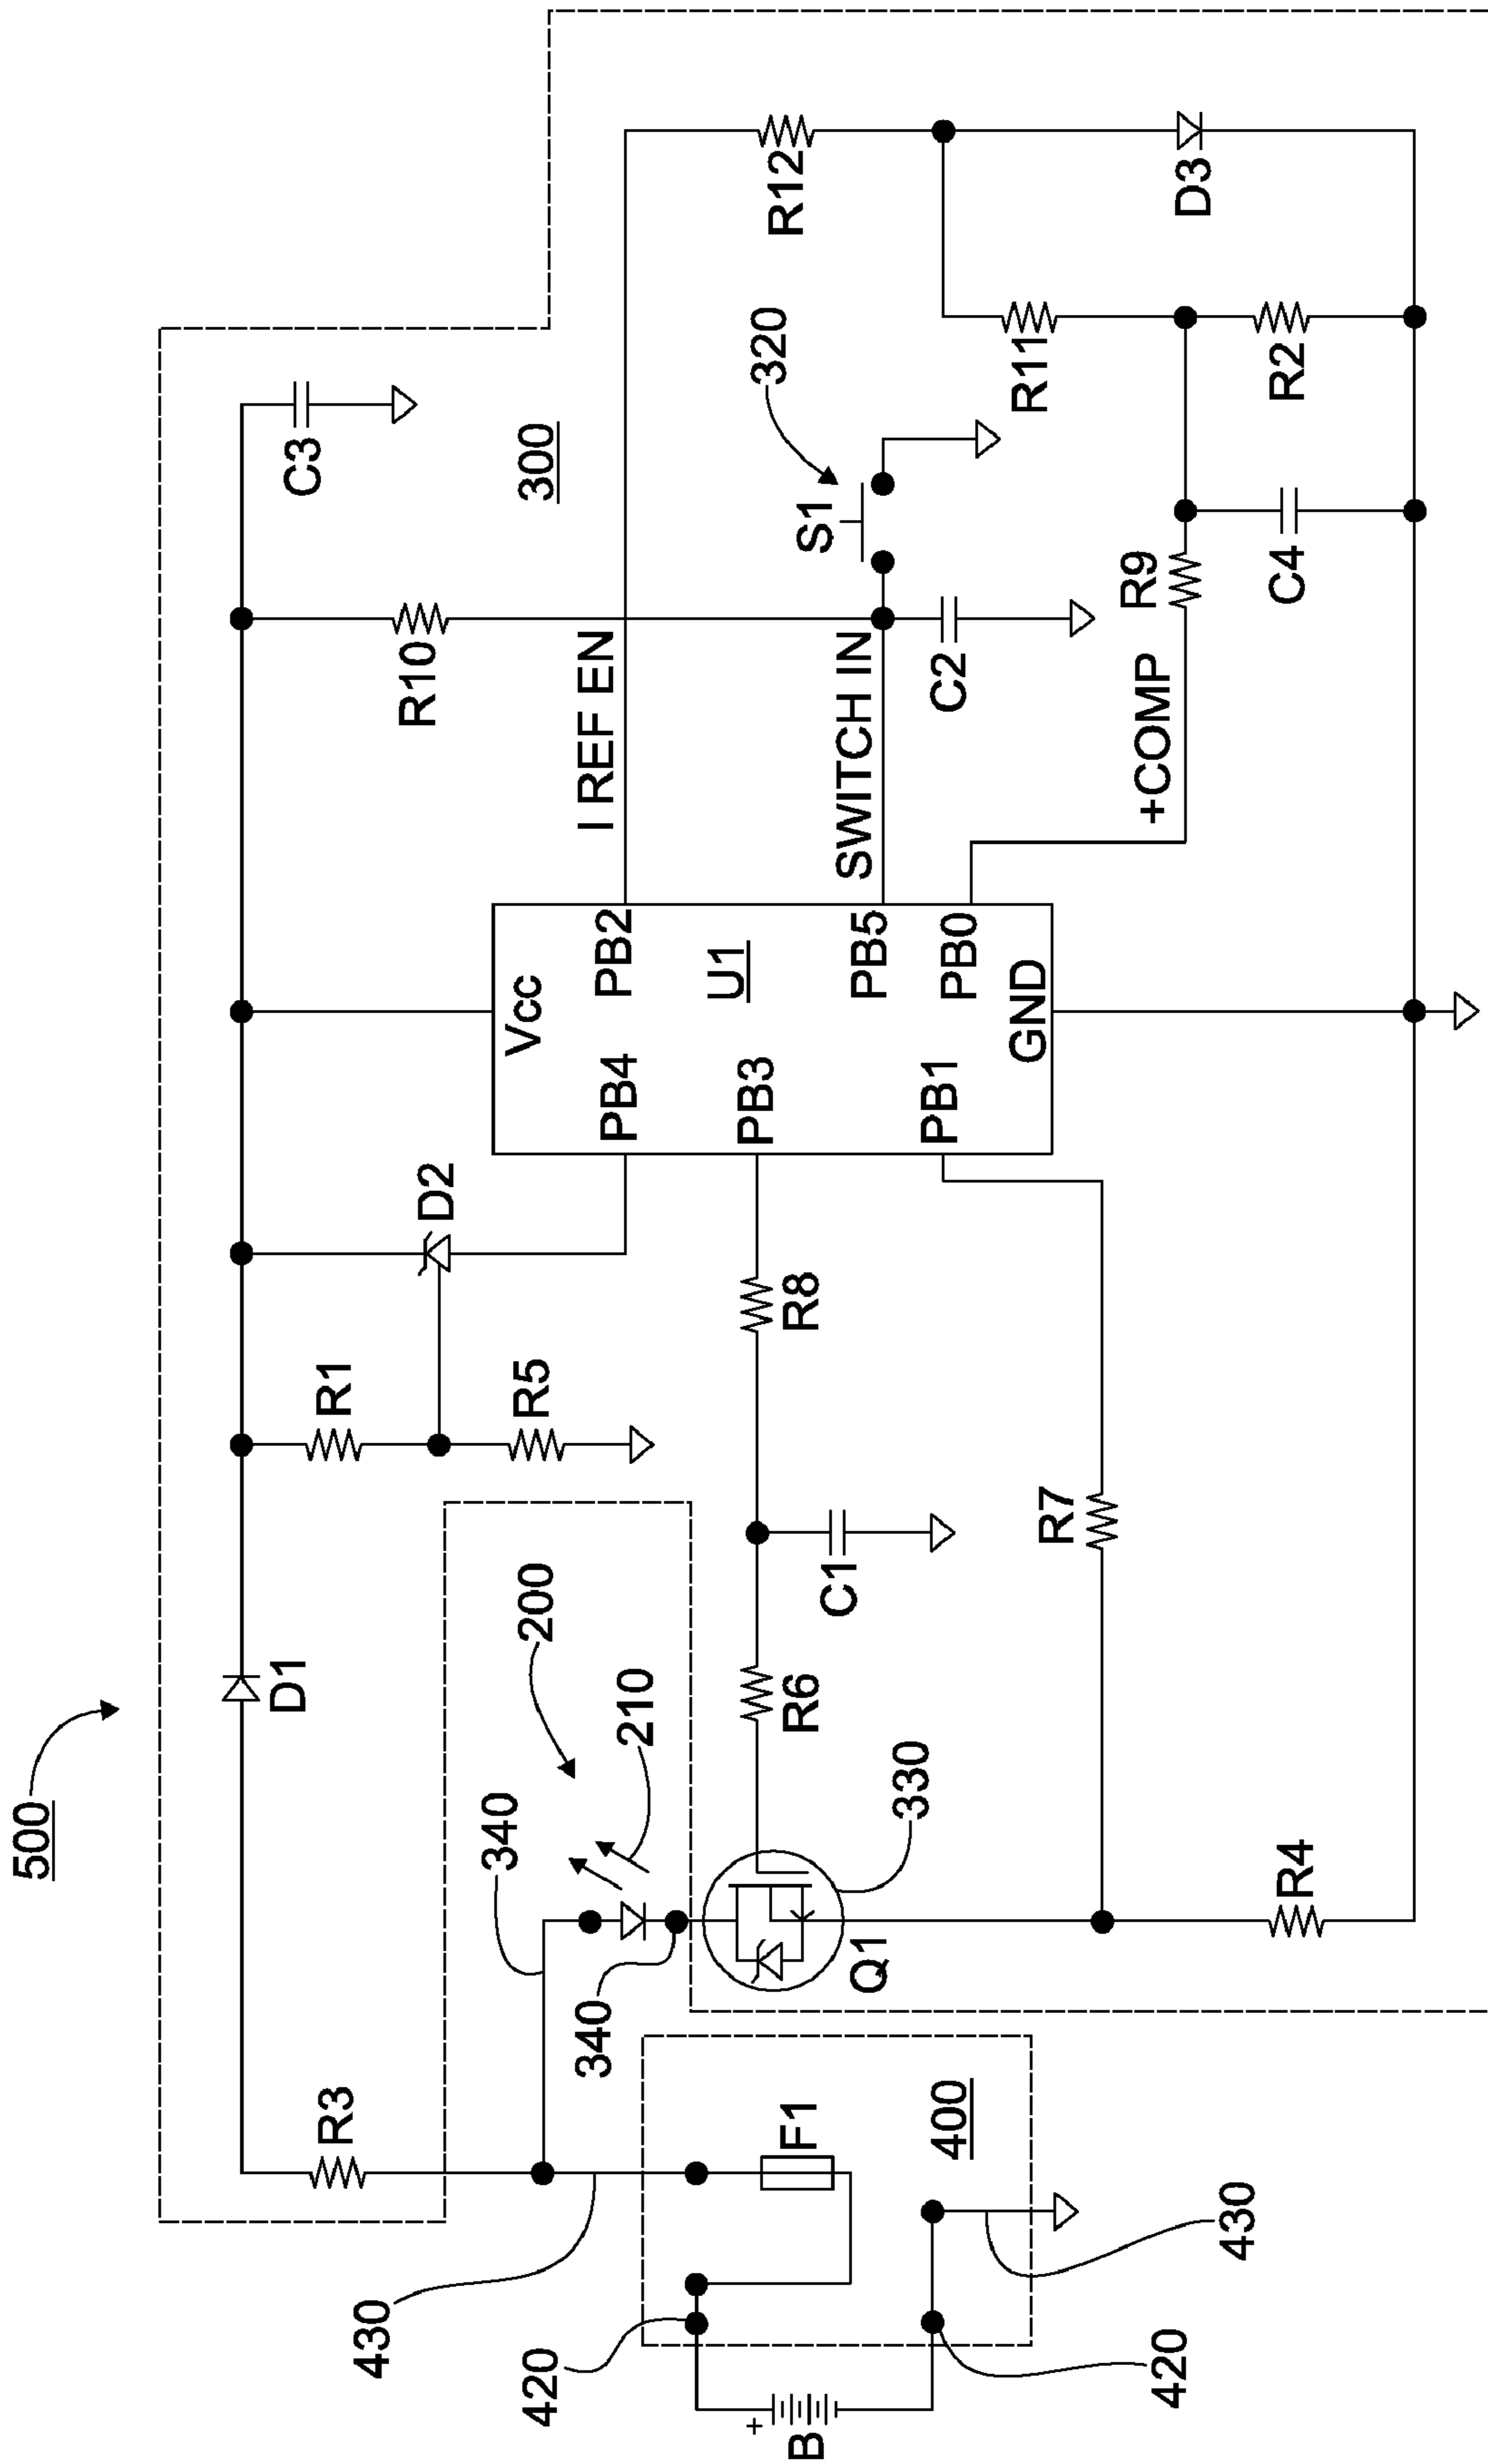 500
R3
D1
R1
R5
D2
R10
C3
300
340
200
210
340
Q1
330
R6
C1
R8
R7
R4
Vcc
PB4
PB2
PB3
U1
PB5
PB1
PB0
GND
I REF EN
SWITCH IN
S1
320
C2
+COMP
R9
C4
R11
R2
R12
D3
430
F1
400
420
+
B
420
430